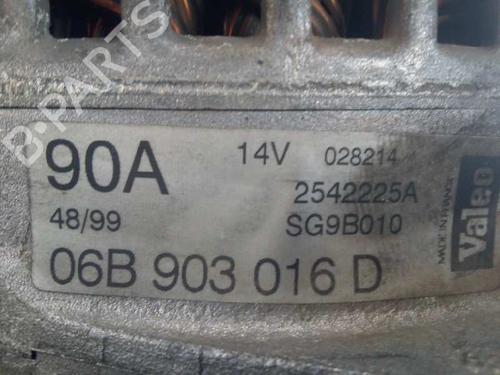 B-PARTS
90A 14V 028214
2542225A
48/99 SG9B010
06B 903 016 D
MADE IN FRANCE
Valeo